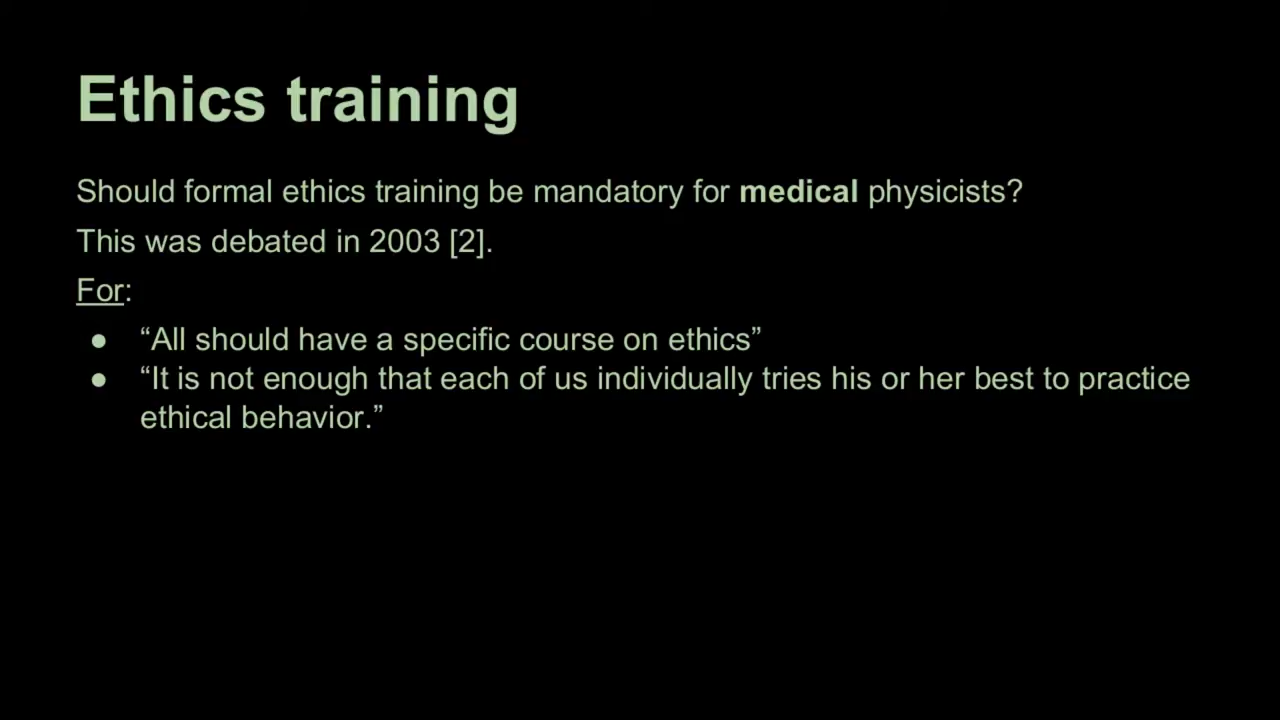 Ethics training
Should formal ethics training be mandatory for medical physicists?
This was debated in 2003 [2].
For:
● “All should have a specific course on ethics”
● “It is not enough that each of us individually tries his or her best to practice
ethical behavior.”